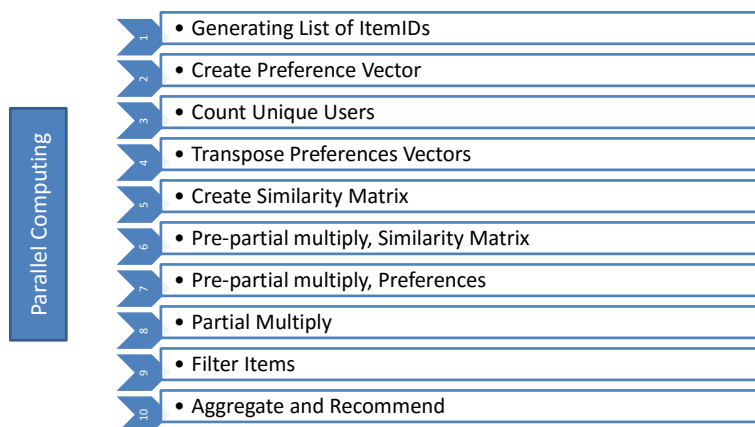 Parallel Computing
1
• Generating List of ItemIDs
2
• Create Preference Vector
3
• Count Unique Users
4
• Transpose Preferences Vectors
5
• Create Similarity Matrix
6
• Pre-partial multiply, Similarity Matrix
7
• Pre-partial multiply, Preferences
8
• Partial Multiply
9
• Filter Items
10
• Aggregate and Recommend